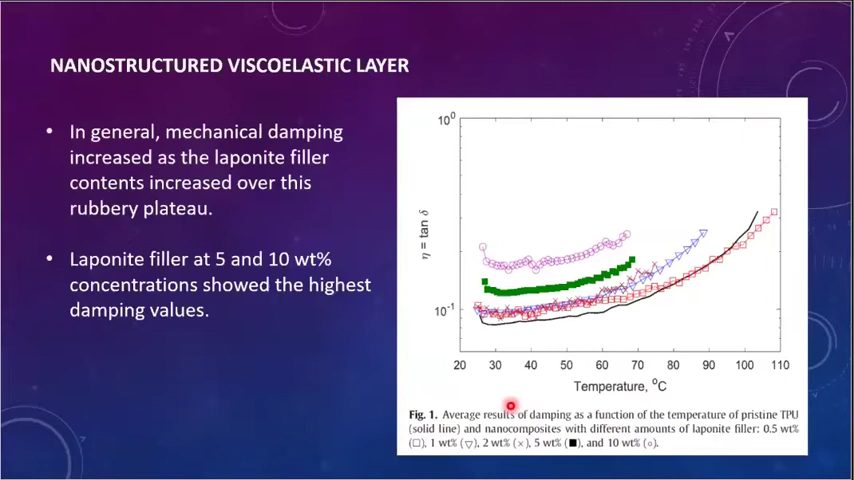 NANOSTRUCTURED VISCOELASTIC LAYER
• In general, mechanical damping
increased as the laponite filler
contents increased over this
rubbery plateau.
• Laponite filler at 5 and 10 wt%
concentrations showed the highest
damping values.
10⁰
η = tan δ
10⁻¹
20 30 40 50 60 70 80 90 100 110
Temperature, °C
Fig. 1. Average results of damping as a function of the temperature of pristine TPU
(solid line) and nanocomposites with different amounts of laponite filler: 0.5 wt%
(□), 1 wt% (▽), 2 wt% (×), 5 wt% (■), and 10 wt% (○).